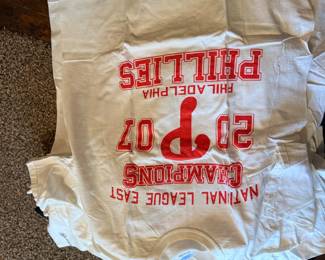 NATIONAL LEAGUE EAST
CHAMPIONS
20 P 07
PHILADELPHIA
PHILLIES